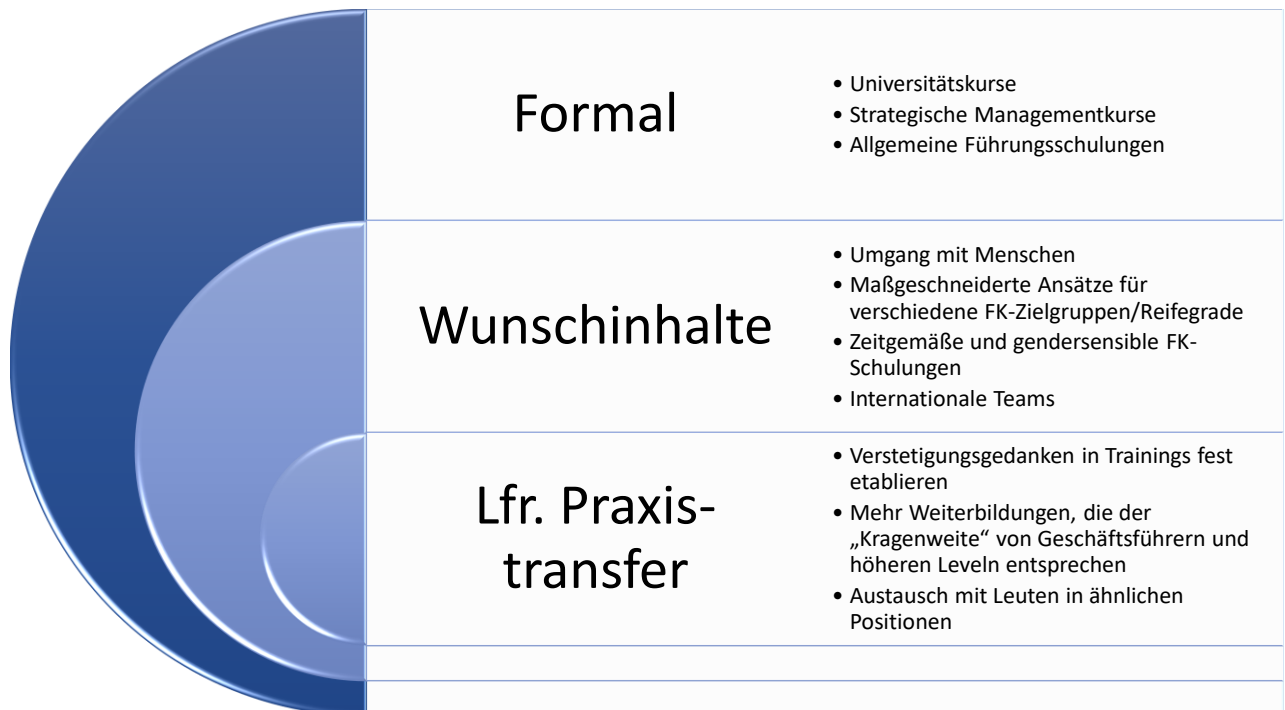 Formal
• Universitätskurse
• Strategische Managementkurse
• Allgemeine Führungsschulungen
Wunschinhalte
• Umgang mit Menschen
• Maßgeschneiderte Ansätze für
verschiedene FK-Zielgruppen/Reifegrade
• Zeitgemäße und gendersensible FK-
Schulungen
• Internationale Teams
Lfr. Praxis-
transfer
• Verstetigungsgedanken in Trainings fest
etablieren
• Mehr Weiterbildungen, die der
„Kragenweite“ von Geschäftsführern und
höheren Leveln entsprechen
• Austausch mit Leuten in ähnlichen
Positionen